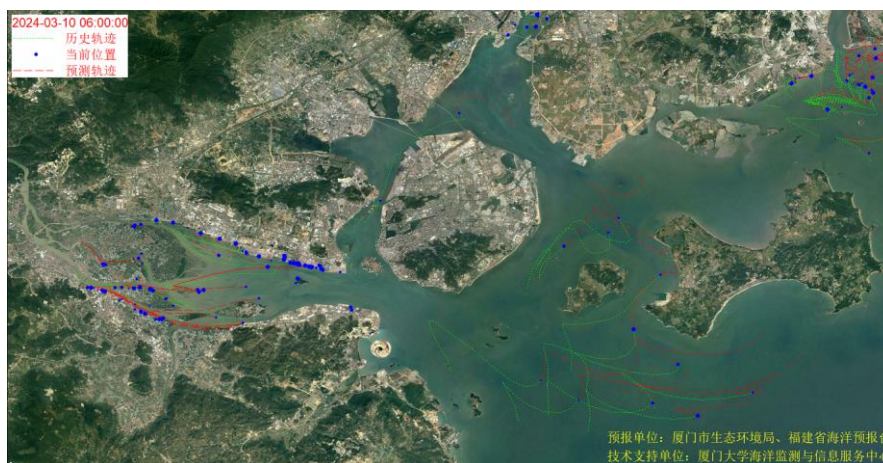 2024-03-10 06:00:00
历史轨迹
当前位置
预测轨迹
预报单位：厦门市生态环境局、福建省海洋预报台
技术支持单位：厦门大学海洋监测与信息服务中心